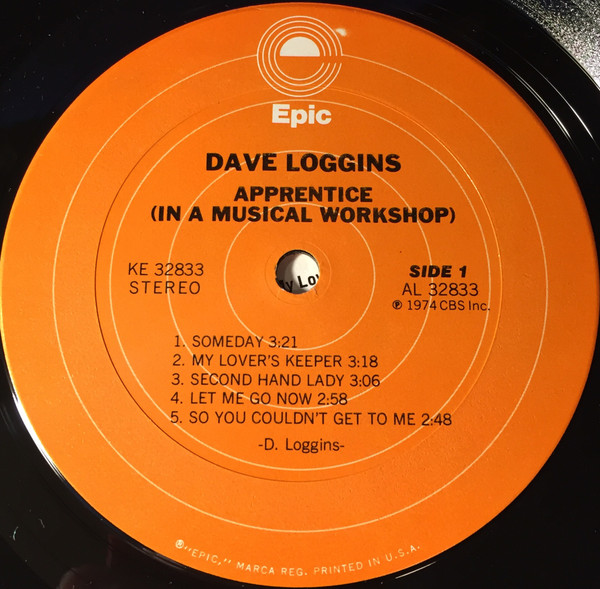 Epic
DAVE LOGGINS
APPRENTICE
(IN A MUSICAL WORKSHOP)
KE 32833
STEREO
SIDE 1
AL 32833
℗ 1974 CBS Inc.
1. SOMEDAY 3:21
2. MY LOVER'S KEEPER 3:18
3. SECOND HAND LADY 3:06
4. LET ME GO NOW 2:58
5. SO YOU COULDN'T GET TO ME 2:48
-D. Loggins-
®"EPIC," MARCA REG. PRINTED IN U.S.A.